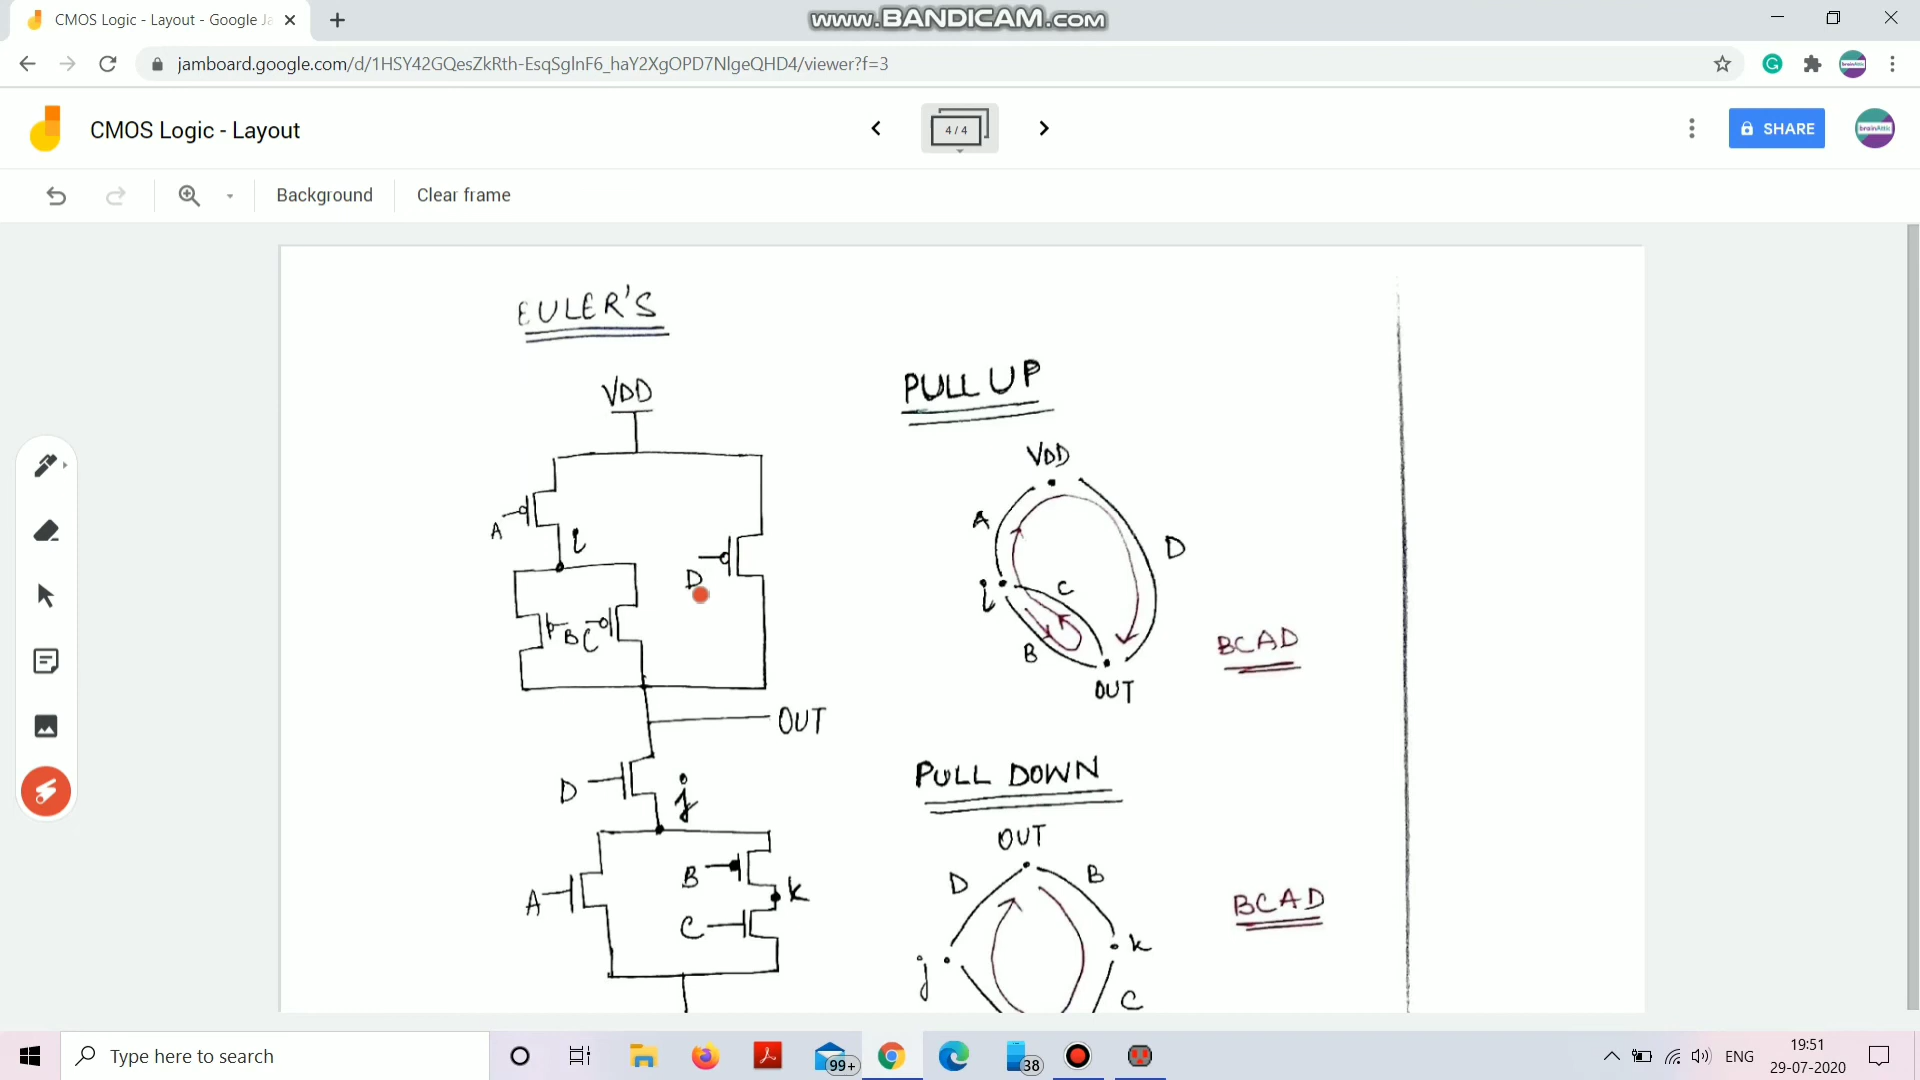 CMOS Logic - Layout - Google Ja
www.BANDICAM.com
jamboard.google.com/d/1HSY42GQesZkRth-EsqSgInF6_haY2XgOPD7NlgeQHD4/viewer?f=3
CMOS Logic - Layout
4 / 4
SHARE
brainAttic
Background
Clear frame
EULER'S
VDD
A
i
D
B C
OUT
D
j
A
B
k
C
PULL UP
VDD
A
D
i
C
B
OUT
BCAD
PULL DOWN
OUT
D
B
j
k
C
BCAD
Type here to search
99+
38
ENG
19:51
29-07-2020